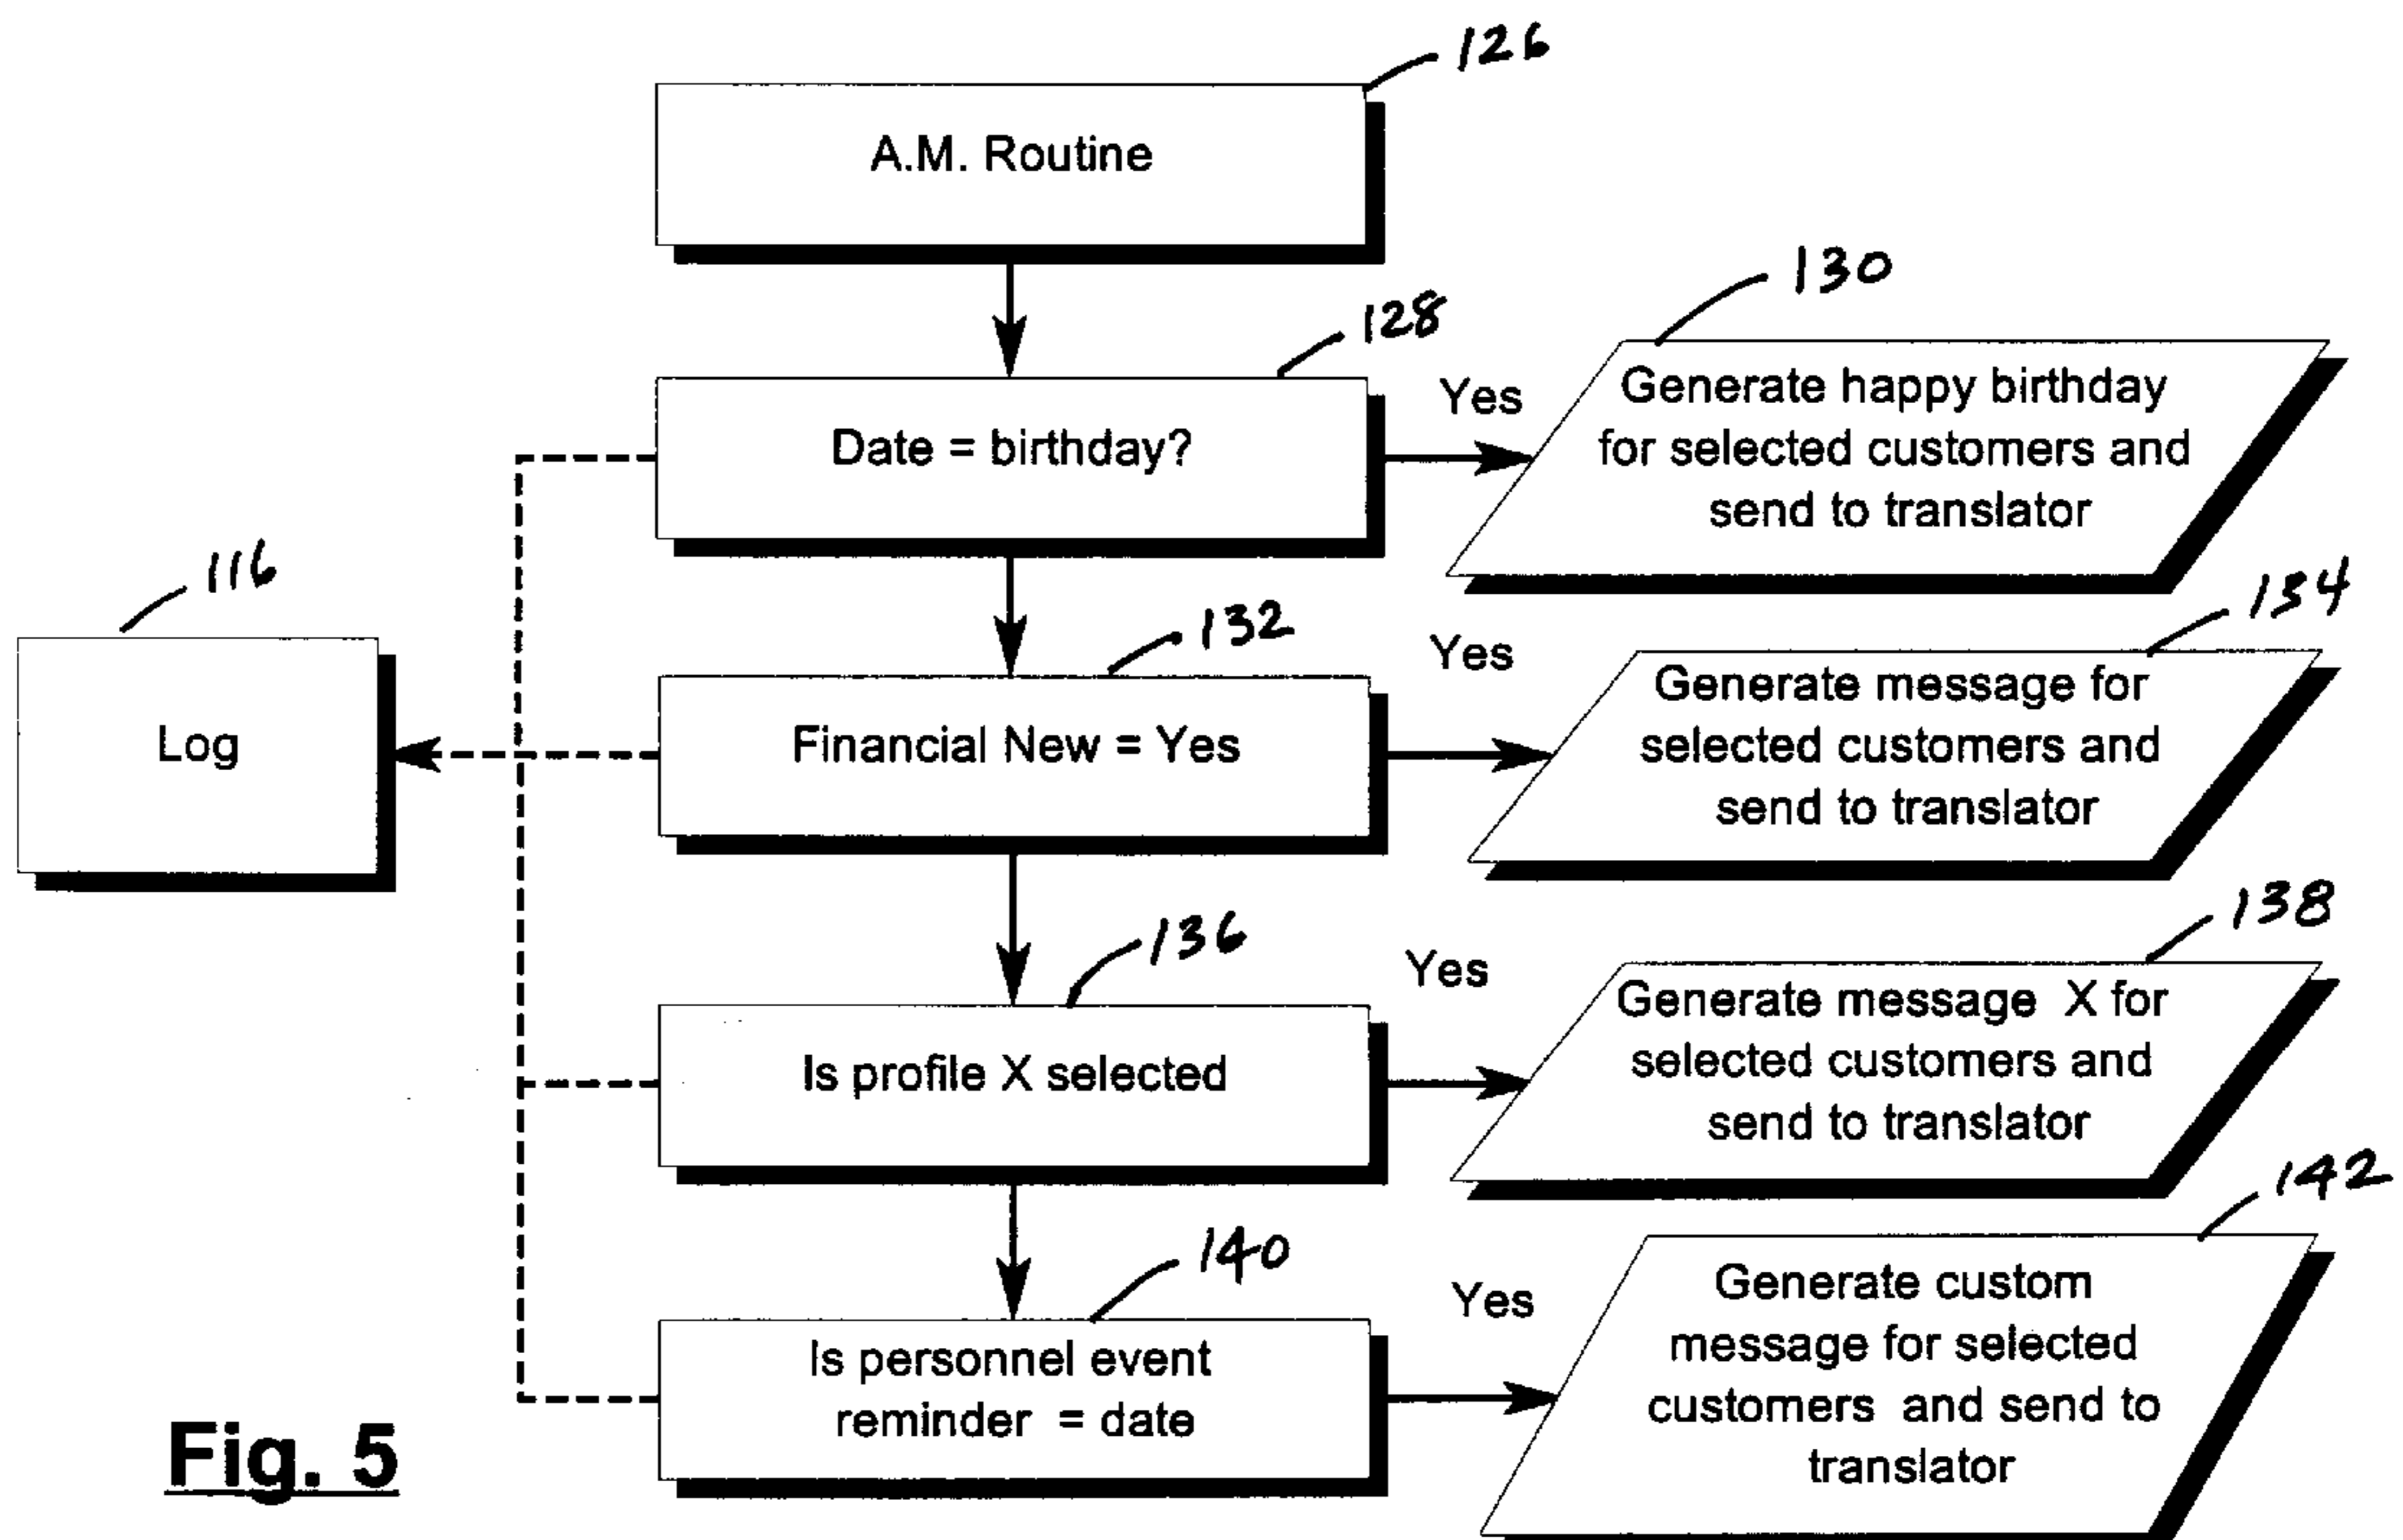 126
A.M. Routine
128
Date = birthday?
Yes
130
Generate happy birthday
for selected customers and
send to translator
116
Log
132
Financial New = Yes
Yes
134
Generate message for
selected customers and
send to translator
136
Is profile X selected
Yes
138
Generate message X for
selected customers and
send to translator
140
Is personnel event
reminder = date
Yes
142
Generate custom
message for selected
customers and send to
translator
Fig. 5